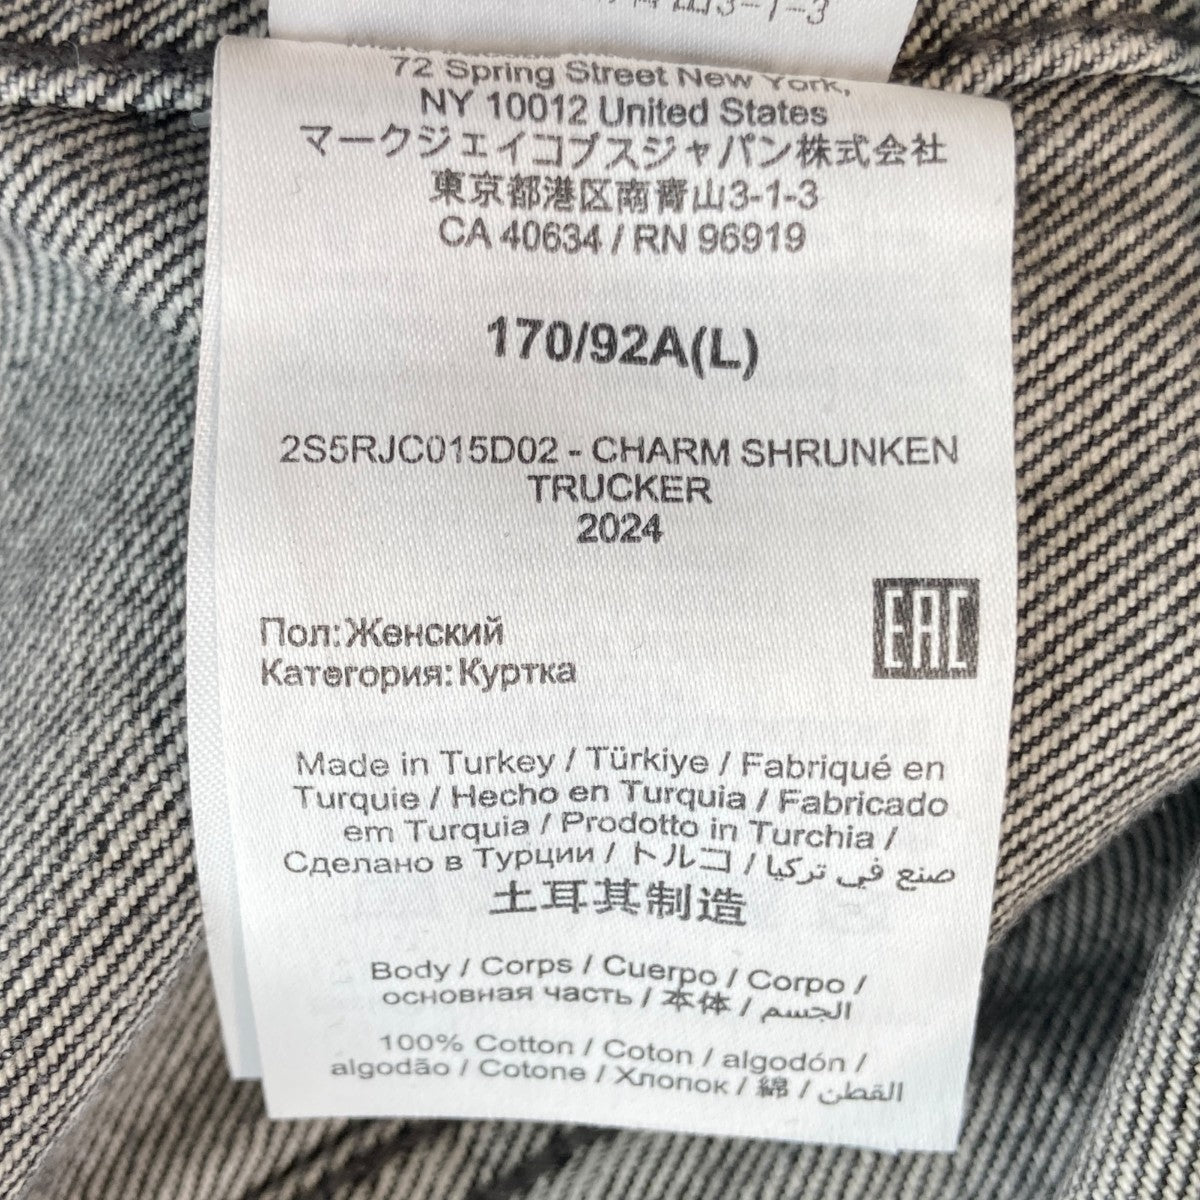 3-1-3
72 Spring Street New York,
NY 10012 United States
マークジェイコブスジャパン株式会社
東京都港区南青山3-1-3
CA 40634 / RN 96919
170/92A(L)
2S5RJC015D02 - CHARM SHRUNKEN
TRUCKER
2024
EAC
Пол:Женский
Категория:Куртка
Made in Turkey / Türkiye / Fabriqué en
Turquie / Hecho en Turquia / Fabricado
em Turquia / Prodotto in Turchia /
Сделано в Турции / トルコ / صنع في تركيا
土耳其制造
Body / Corps / Cuerpo / Corpo /
основная часть / 本体 / الجسم
100% Cotton / Coton / algodón /
algodão / Cotone / Хлопок / 綿 / القطن